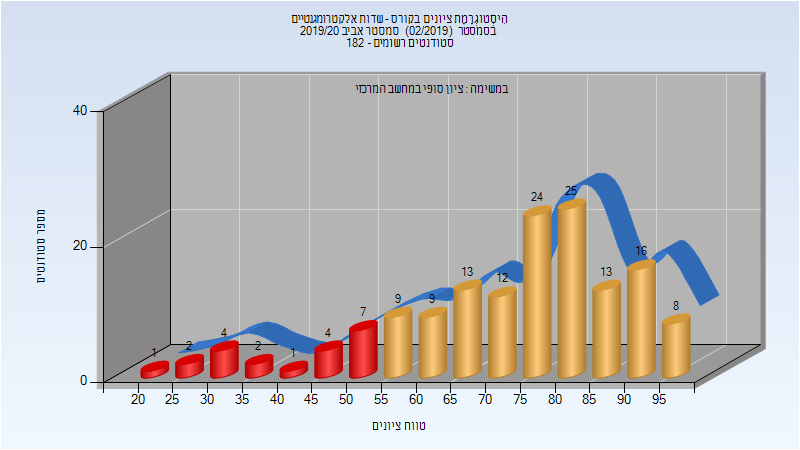 היסטוגרמת ציונים בקורס - שדות אלקטרומגנטיים
בסמסטר (02/2019) סמסטר אביב 2019/20
סטודנטים רשומים - 182
במשימה : ציון סופי במחשב המרכזי
מספר סטודנטים
40
20
0
1 2 4 2 1 4 7 9 9 13 12 24 25 13 16 8
20 25 30 35 40 45 50 55 60 65 70 75 80 85 90 95
טווח ציונים